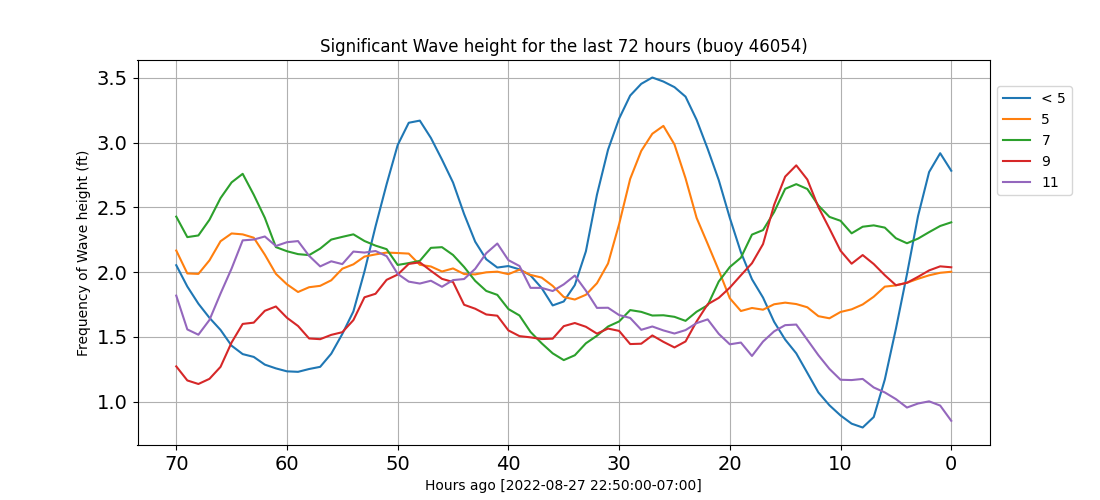 Significant Wave height for the last 72 hours (buoy 46054)
Frequency of Wave height (ft)
3.5
3.0
2.5
2.0
1.5
1.0
70 60 50 40 30 20 10 0
Hours ago [2022-08-27 22:50:00-07:00]
< 5
5
7
9
11